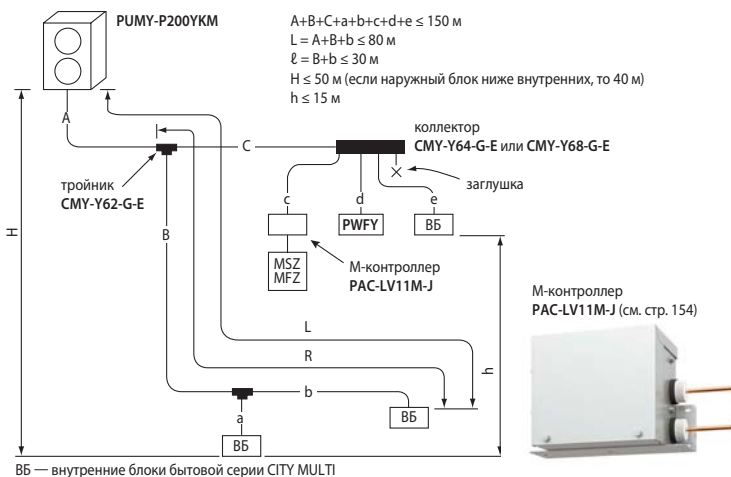 PUMY-P200YKM
A+B+C+a+b+c+d+e ≤ 150 м
L = A+B+b ≤ 80 м
ℓ = B+b ≤ 30 м
H ≤ 50 м (если наружный блок ниже внутренних, то 40 м)
h ≤ 15 м
A
C
коллектор
CMY-Y64-G-E или CMY-Y68-G-E
заглушка
тройник
CMY-Y62-G-E
c
d
e
H
B
PWFY
ВБ
MSZ
MFZ
М-контроллер
PAC-LV11M-J
М-контроллер
PAC-LV11M-J (см. стр. 154)
L
R
h
b
a
ВБ
ВБ
ВБ — внутренние блоки бытовой серии CITY MULTI